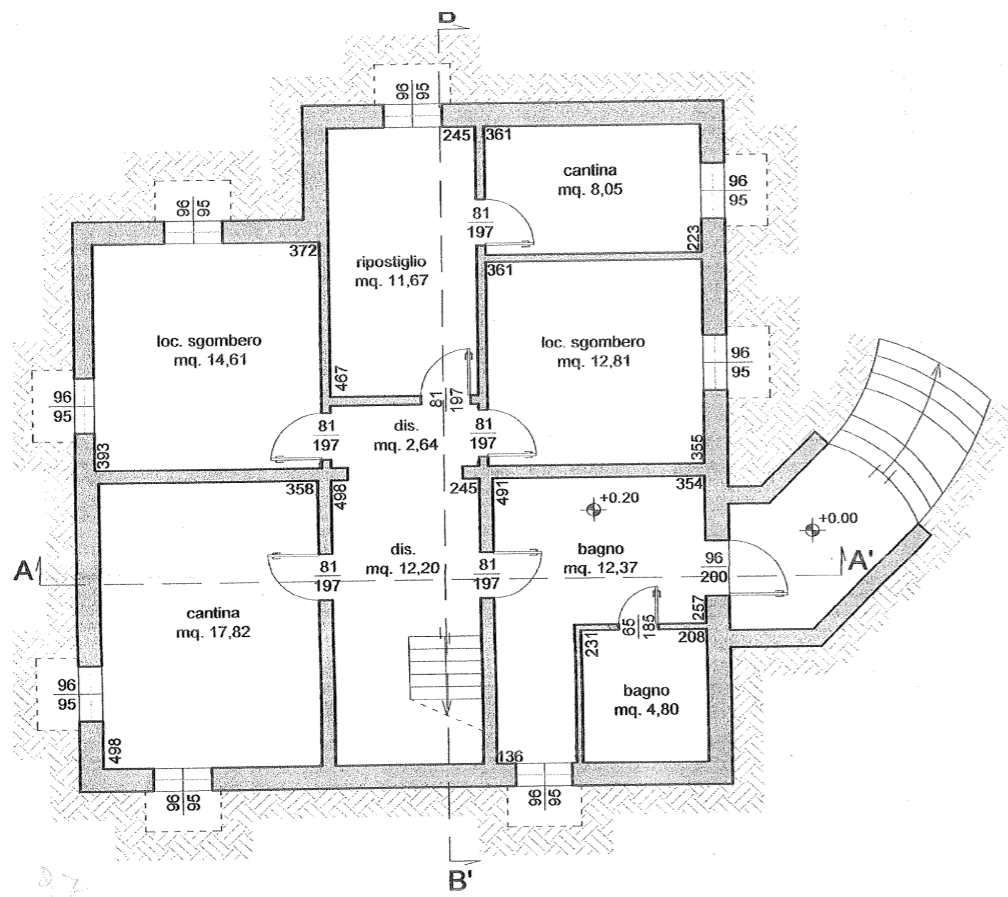 B
96
95
245
361
cantina
mq. 8,05
96
95
81
197
223
96
95
372
ripostiglio
mq. 11,67
361
loc. sgombero
mq. 14,61
loc. sgombero
mq. 12,81
96
95
467
81
197
96
95
81
197
dis.
mq. 2,64
81
197
393
355
358
498
245
491
354
+0.20
+0.00
A
A'
81
197
dis.
mq. 12,20
81
197
bagno
mq. 12,37
96
200
257
cantina
mq. 17,82
65
185
231
208
96
95
bagno
mq. 4,80
498
136
96
95
96
95
B'